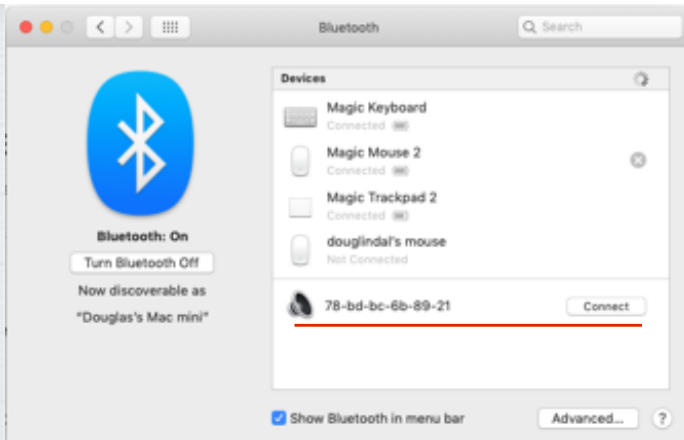 Bluetooth
Search
Bluetooth: On
Turn Bluetooth Off
Now discoverable as
"Douglas's Mac mini"
Devices
Magic Keyboard
Connected
Magic Mouse 2
Connected
Magic Trackpad 2
Connected
douglindal's mouse
Not Connected
78-bd-bc-6b-89-21
Connect
Show Bluetooth in menu bar
Advanced...
?